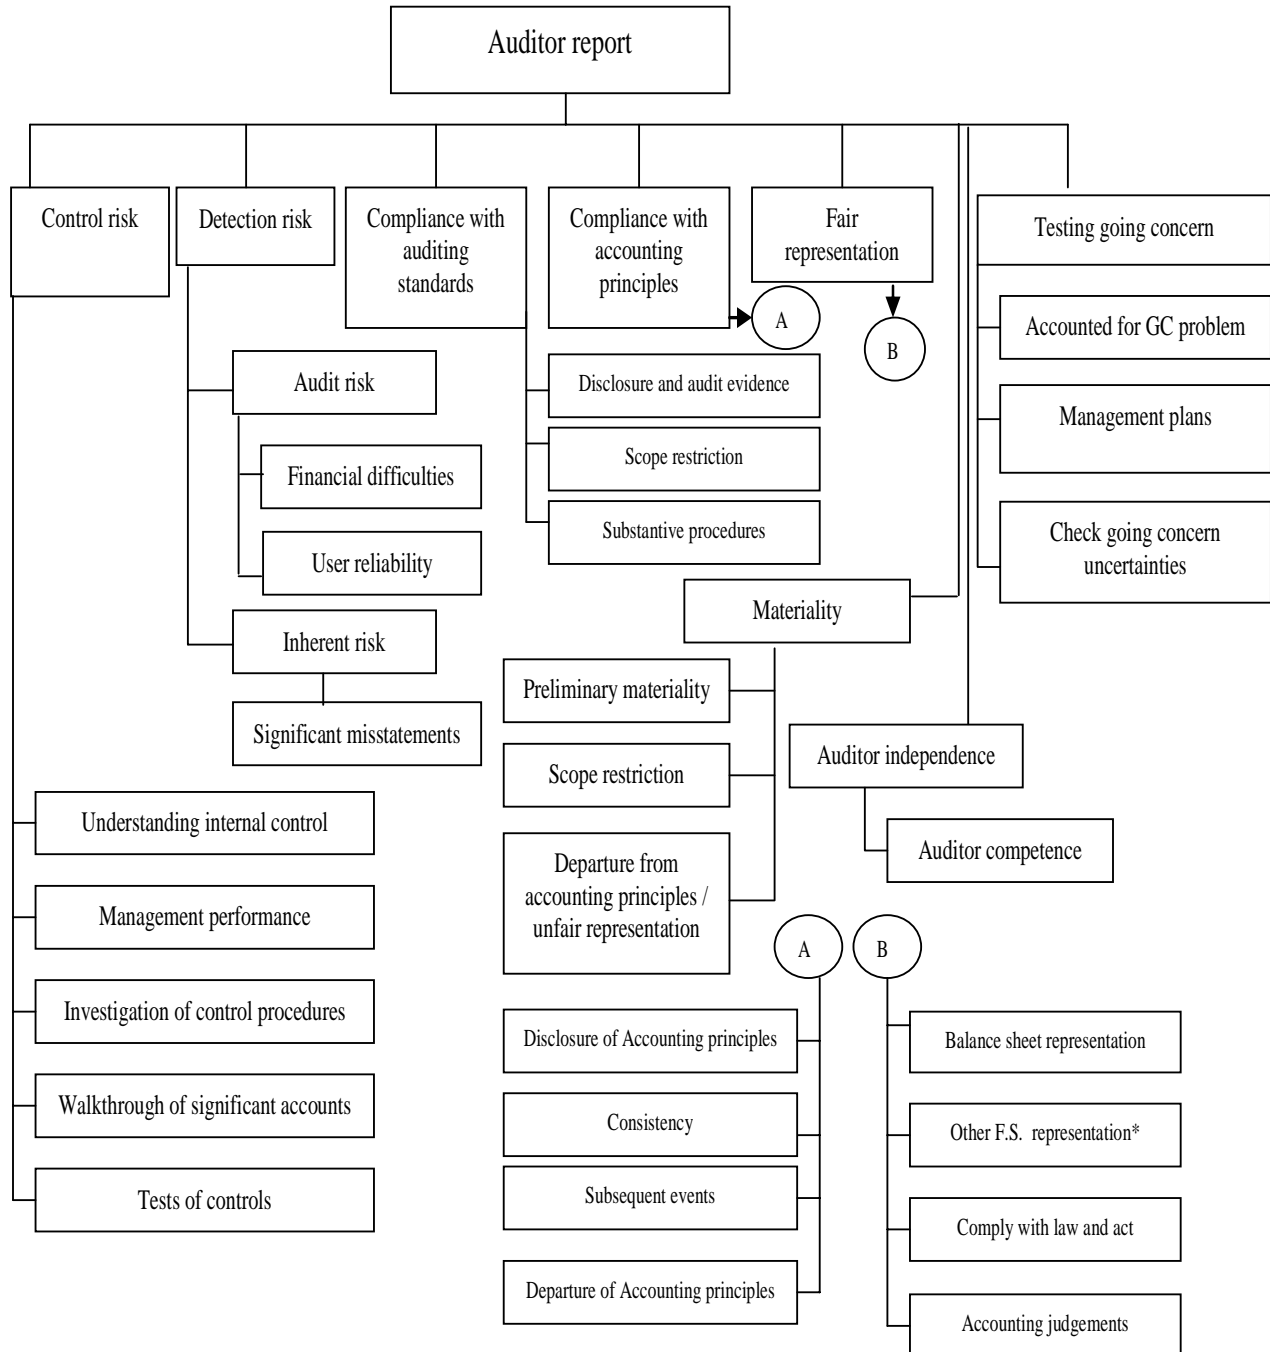 Auditor report
Control risk
Detection risk
Compliance with
auditing
standards
Compliance with
accounting
principles
Fair
representation
Testing going concern
A
B
Accounted for GC problem
Management plans
Check going concern
uncertainties
Audit risk
Financial difficulties
User reliability
Inherent risk
Significant misstatements
Disclosure and audit evidence
Scope restriction
Substantive procedures
Materiality
Preliminary materiality
Scope restriction
Departure from
accounting principles /
unfair representation
Auditor independence
Auditor competence
Understanding internal control
Management performance
Investigation of control procedures
Walkthrough of significant accounts
Tests of controls
A
B
Disclosure of Accounting principles
Consistency
Subsequent events
Departure of Accounting principles
Balance sheet representation
Other F.S. representation*
Comply with law and act
Accounting judgements